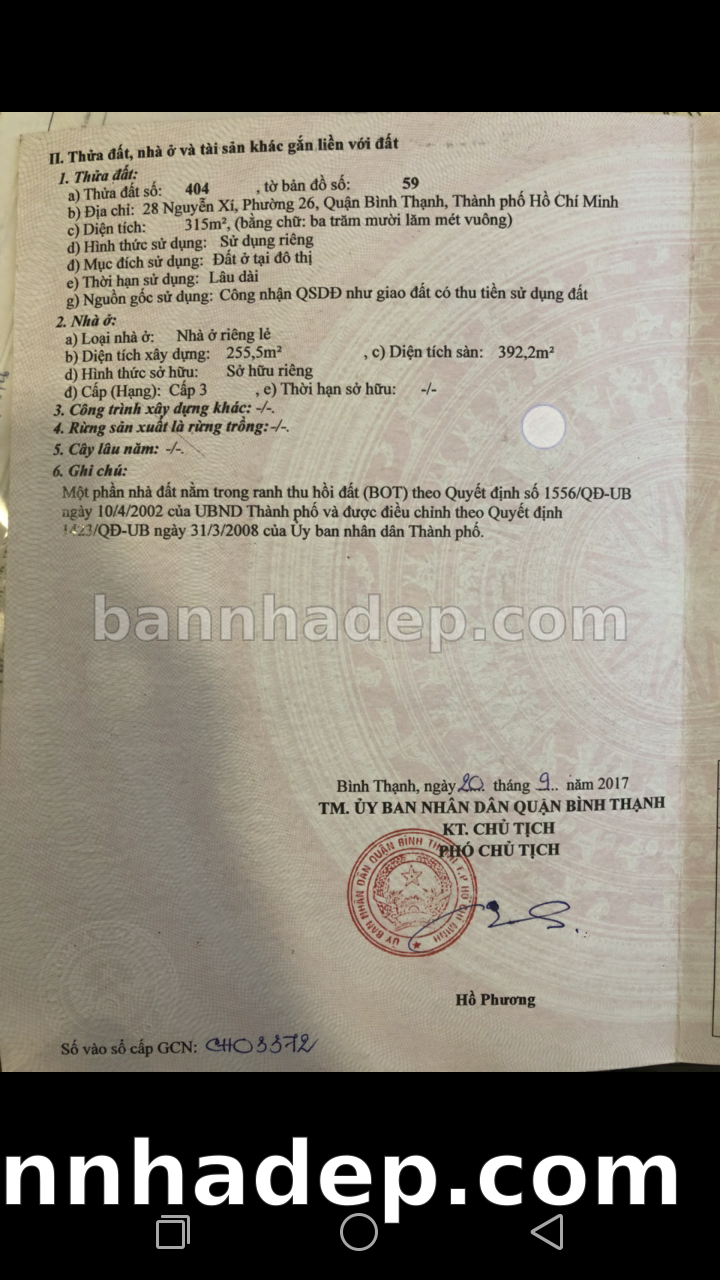 II. Thửa đất, nhà ở và tài sản khác gắn liền với đất
1. Thửa đất:
a) Thửa đất số: 404 , tờ bản đồ số: 59
b) Địa chỉ: 28 Nguyễn Xí, Phường 26, Quận Bình Thạnh, Thành phố Hồ Chí Minh
c) Diện tích: 315m², (bằng chữ: ba trăm mười lăm mét vuông)
d) Hình thức sử dụng: Sử dụng riêng
đ) Mục đích sử dụng: Đất ở tại đô thị
e) Thời hạn sử dụng: Lâu dài
g) Nguồn gốc sử dụng: Công nhận QSDĐ như giao đất có thu tiền sử dụng đất
2. Nhà ở:
a) Loại nhà ở: Nhà ở riêng lẻ
b) Diện tích xây dựng: 255,5m² , c) Diện tích sàn: 392,2m²
d) Hình thức sở hữu: Sở hữu riêng
đ) Cấp (Hạng): Cấp 3 , e) Thời hạn sở hữu: -/-
3. Công trình xây dựng khác: -/-.
4. Rừng sản xuất là rừng trồng: -/-.
5. Cây lâu năm: -/-.
6. Ghi chú:
Một phần nhà đất nằm trong ranh thu hồi đất (BOT) theo Quyết định số 1556/QĐ-UB
ngày 10/4/2002 của UBND Thành phố và được điều chỉnh theo Quyết định
1423/QĐ-UB ngày 31/3/2008 của Ủy ban nhân dân Thành phố.
bannhadep.com
Bình Thạnh, ngày 20 tháng 9 năm 2017
TM. ỦY BAN NHÂN DÂN QUẬN BÌNH THẠNH
KT. CHỦ TỊCH
PHÓ CHỦ TỊCH
ỦY BAN NHÂN DÂN QUẬN BÌNH THẠNH T.P HỒ CHÍ MINH
Hồ Phương
Số vào sổ cấp GCN: CH03372
nnhadep.com